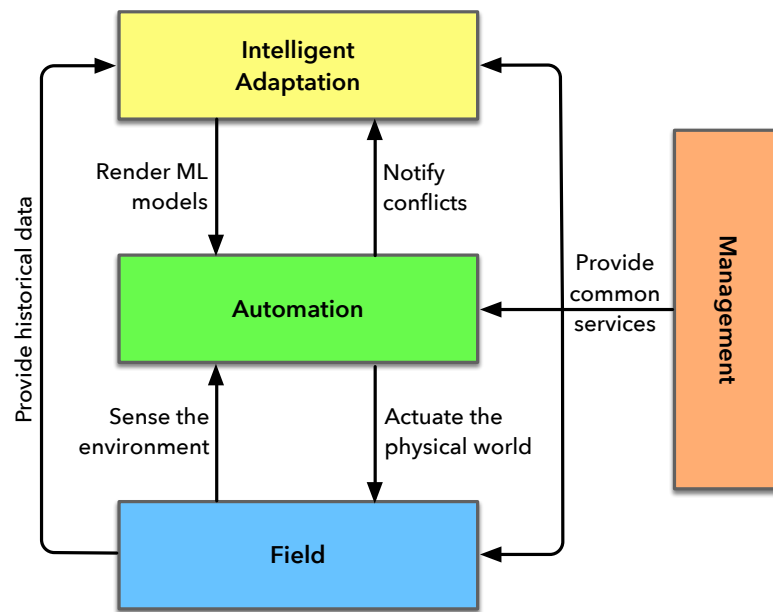 Intelligent
Adaptation
Render ML
models
Notify
conflicts
Provide historical data
Automation
Provide
common
services
Management
Sense the
environment
Actuate the
physical world
Field